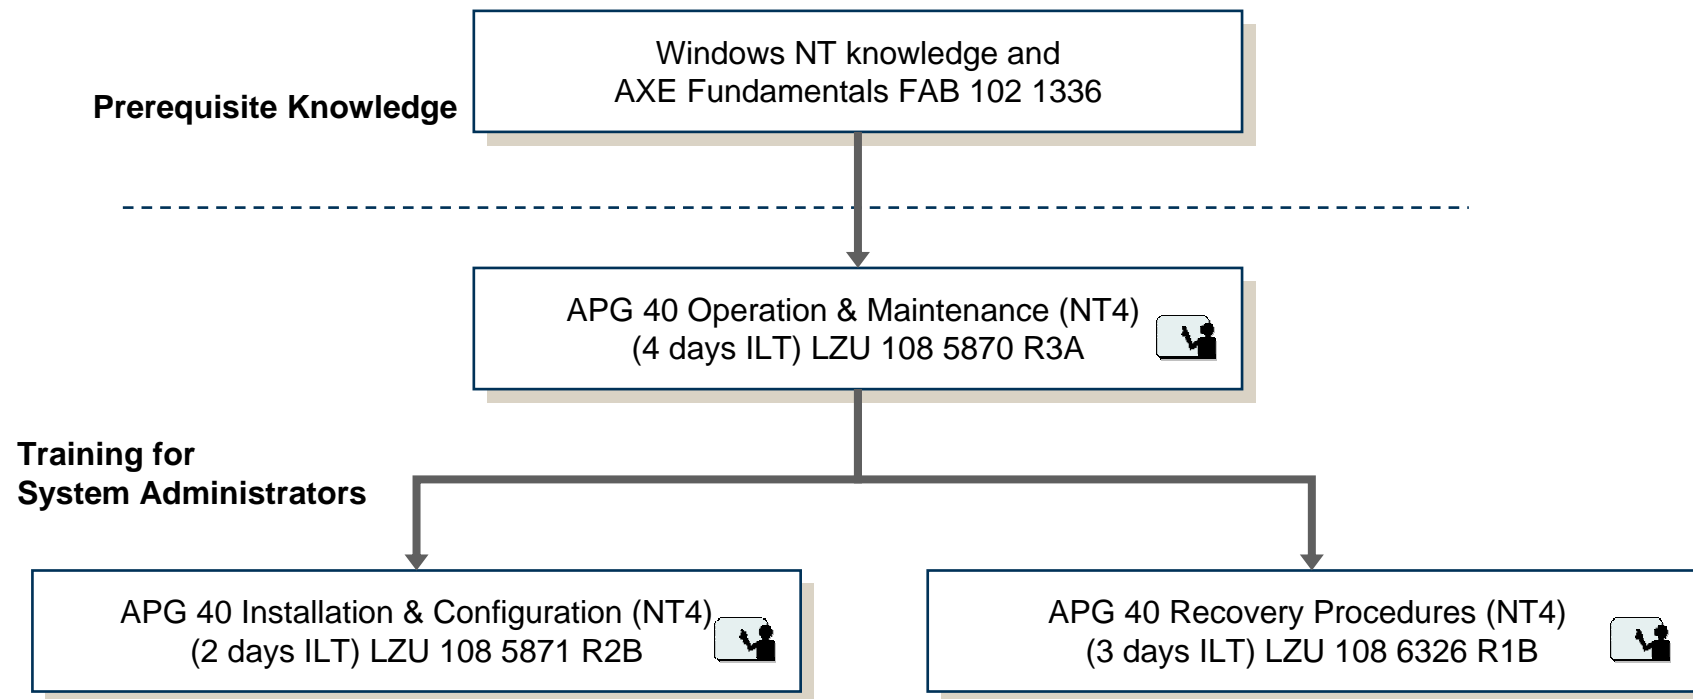 Windows NT knowledge and
AXE Fundamentals FAB 102 1336
Prerequisite Knowledge
APG 40 Operation & Maintenance (NT4)
(4 days ILT) LZU 108 5870 R3A
Training for
System Administrators
APG 40 Installation & Configuration (NT4)
(2 days ILT) LZU 108 5871 R2B
APG 40 Recovery Procedures (NT4)
(3 days ILT) LZU 108 6326 R1B